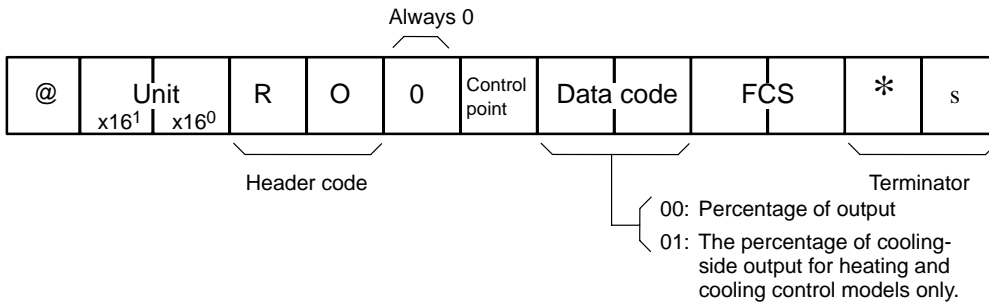 Always 0
@ Unit R O 0 Control point Data code FCS * s
x16¹ x16⁰
Header code
Terminator
00: Percentage of output
01: The percentage of cooling-
side output for heating and
cooling control models only.